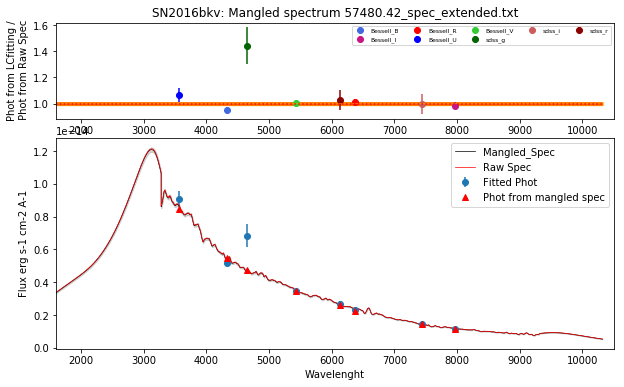 SN2016bkv: Mangled spectrum 57480.42_spec_extended.txt
Phot from LCfitting /
Phot from Raw Spec
1.6
1.4
1.2
1.0
Bessell_B
Bessell_I
Bessell_R
Bessell_U
Bessell_V
sdss_g
sdss_i
sdss_r
2000 3000 4000 5000 6000 7000 8000 9000 10000
1e-14
Flux erg s-1 cm-2 A-1
1.2
1.0
0.8
0.6
0.4
0.2
0.0
Mangled_Spec
Raw Spec
Fitted Phot
Phot from mangled spec
2000 3000 4000 5000 6000 7000 8000 9000 10000
Wavelenght